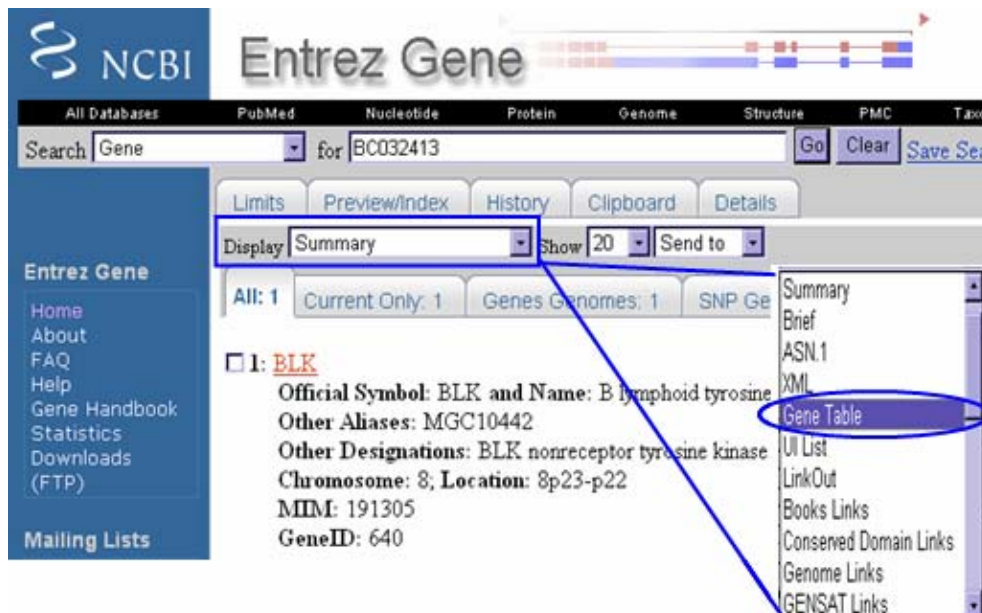 NCBI
Entrez Gene
All Databases PubMed Nucleotide Protein Genome Structure PMC
Search Gene for BC032413 Go Clear Save
Limits Preview/Index History Clipboard Details
Display Summary Show 20 Send to
All: 1 Current Only: 1 Genes Genomes: 1 SNP
Entrez Gene
Home
About
FAQ
Help
Gene Handbook
Statistics
Downloads
(FTP)
Mailing Lists
1: BLK
Official Symbol: BLK and Name: B lymphoid tyrosine
Other Aliases: MGC10442
Other Designations: BLK nonreceptor tyrosine kinase
Chromosome: 8; Location: 8p23-p22
MIM: 191305
GeneID: 640
Summary
Brief
ASN.1
XML
Gene Table
UI List
LinkOut
Books Links
Conserved Domain Links
Genome Links
GENSAT Links